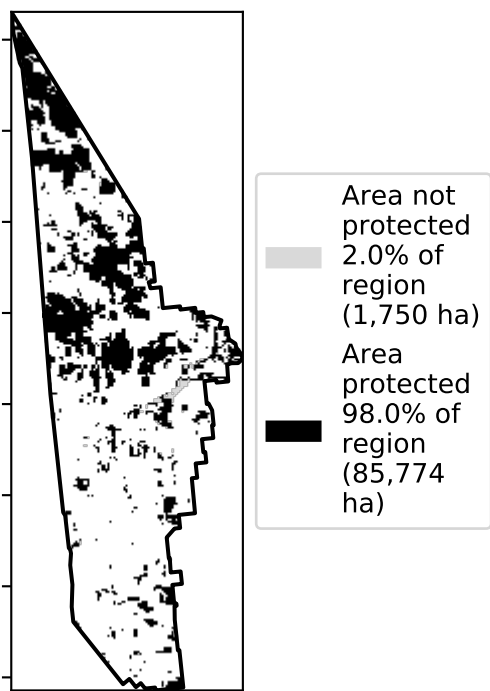 Area not
protected
2.0% of
region
(1,750 ha)
Area
protected
98.0% of
region
(85,774
ha)